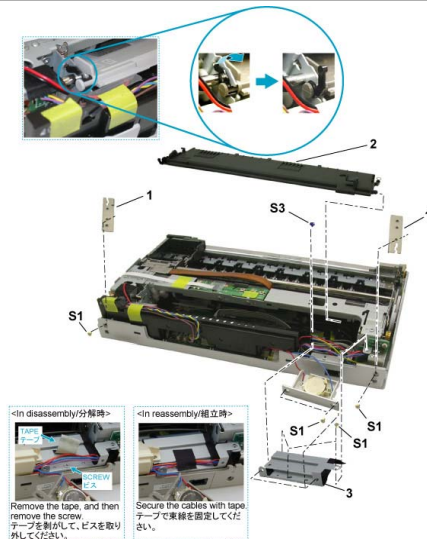 2
1
S3
S1
S1
S1
S1
3
<In disassembly/分解時>
TAPE
テープ
SCREW
ビス
Remove the tape, and then
remove the screw.
テープを剥がして、ビスを取り
外してください。
<In reassembly/組立時>
Secure the cables with tape.
テープで束線を固定してくだ
さい。